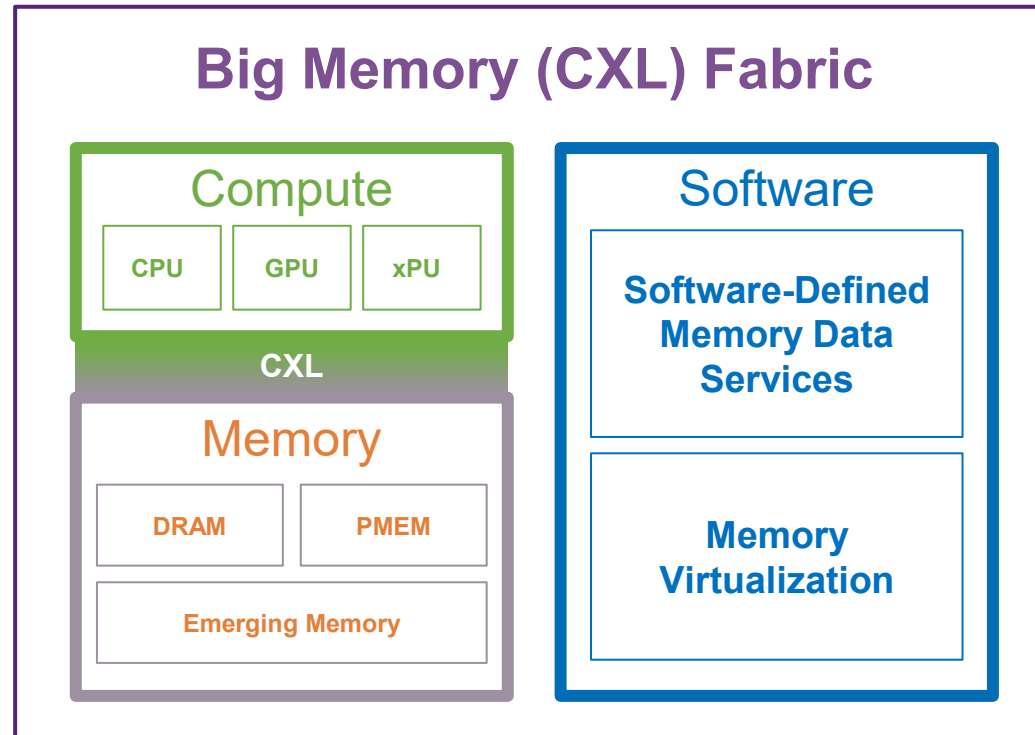 Big Memory (CXL) Fabric
Compute
CPU
GPU
xPU
CXL
Memory
DRAM
PMEM
Emerging Memory
Software
Software-Defined
Memory Data
Services
Memory
Virtualization